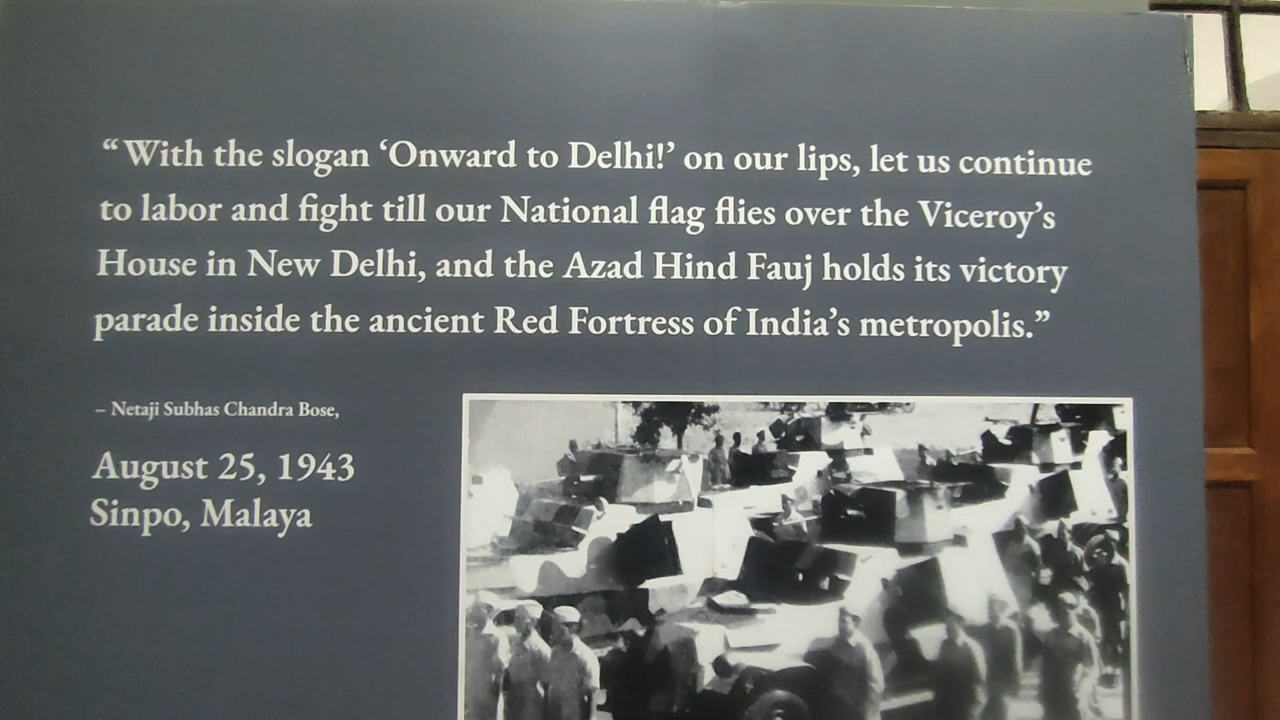 “With the slogan ‘Onward to Delhi!’ on our lips, let us continue
to labor and fight till our National flag flies over the Viceroy’s
House in New Delhi, and the Azad Hind Fauj holds its victory
parade inside the ancient Red Fortress of India’s metropolis.”
– Netaji Subhas Chandra Bose,
August 25, 1943
Sinpo, Malaya